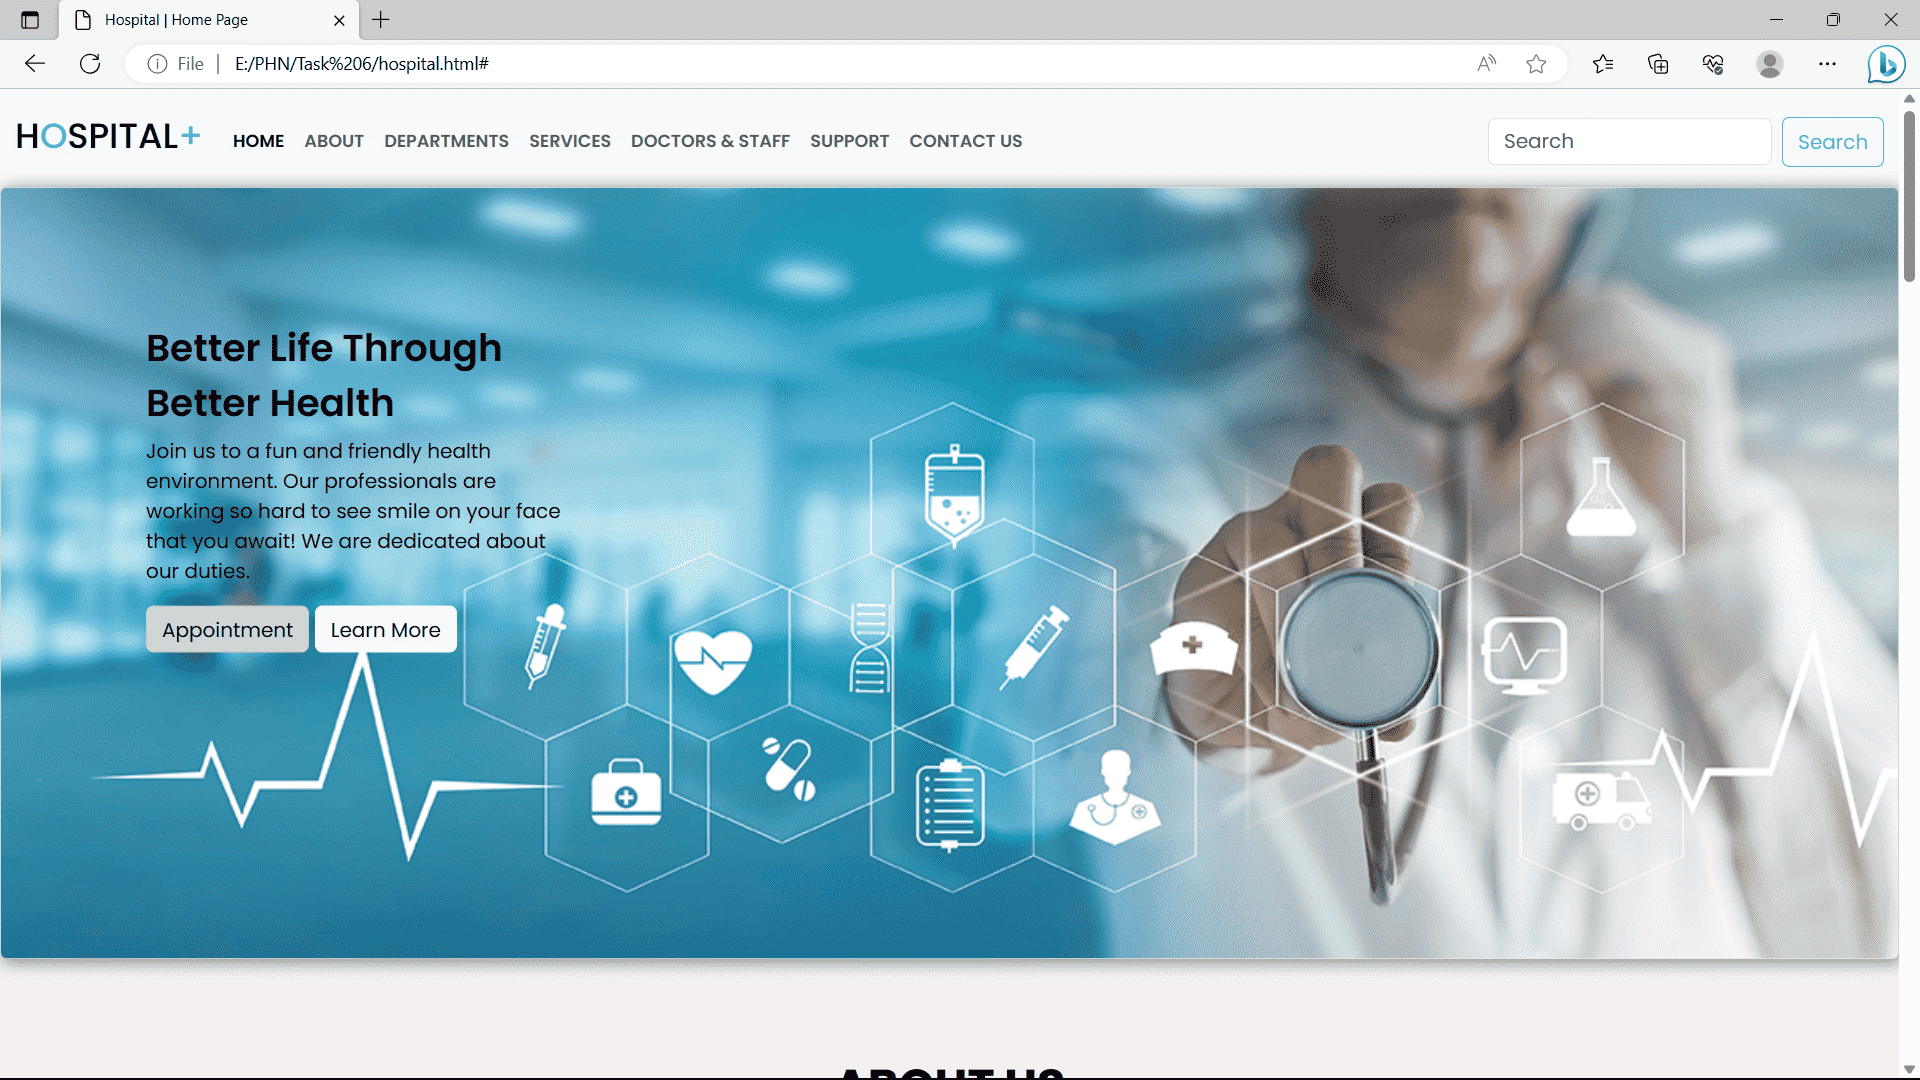 Hospital | Home Page
File
E:/PHN/Task%206/hospital.html#
HOSPITAL+
HOME ABOUT DEPARTMENTS SERVICES DOCTORS & STAFF SUPPORT CONTACT US
Search
Search
Better Life Through
Better Health
Join us to a fun and friendly health
environment. Our professionals are
working so hard to see smile on your face
that you await! We are dedicated about
our duties.
Appointment
Learn More
ABOUT US